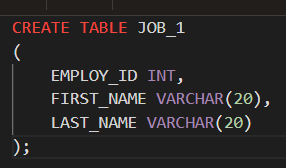 CREATE TABLE JOB_1
(
    EMPLOY_ID INT,
    FIRST_NAME VARCHAR(20),
    LAST_NAME VARCHAR(20)
);